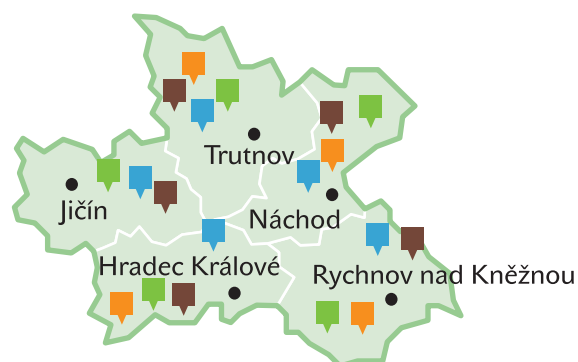 Trutnov
Jičín
Náchod
Hradec Králové
Rychnov nad Kněžnou